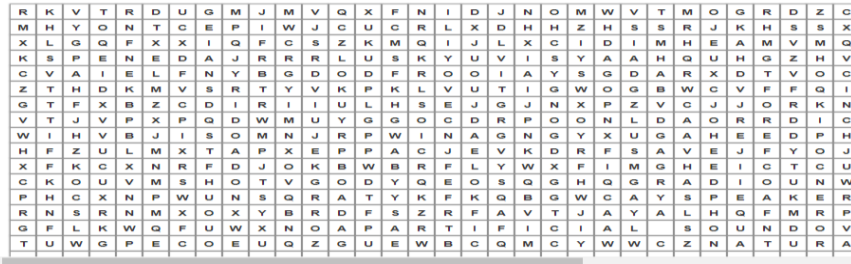 R K V T R D U G M J M V Q X F N I D J N O M W V T M O G R D Z C
M H Y O N T C E P I W J C U C R L X D H H Z H S S R J K H S S X
X L G Q F X X I Q F C S Z K M Q I J L X C I D I M H E A M V M Q
K S P E N E D A J R R R L U S K Y U V I S Y A A H Q U H G Z H V
C V A I E L F N Y B G D O D F R O O I A Y S G D A R X D T V O C
Z T H D K M V S R T Y V K P K L V U T I G W O G B W C V F F Q I
G T F X B Z C D I R I I U L H S E J G J N X P Z V C J J O R K N
V T J V P X P Q D W M U Y G G O C D R P O O N L D A O R R D I C
W I H V B J I S O M N J R P W I N A G N G Y X U G A H E E D P H
H F Z U L M X T A P X E P P A C J E V K D R F S A V E J F Y O J
X F K C X N R F D J O K B W B R F L Y W X F I M G H E I C T C U
C K O U V M S H O T V G O D Y Q E O S Q G H Q G R A D I O U N W
P H C X N P W U N S Q R A T Y K F K Q B G W C A Y S P E A K E R
R N S R N M X O X Y B R D F S Z R F A V T J A Y A L H Q F M R P
G F L K W Q F U W X N O A P A R T I F I C I A L S O U N D O V
T U W G P E C O E U Q Z G U E W B C Q M C Y W W C Z N A T U R A